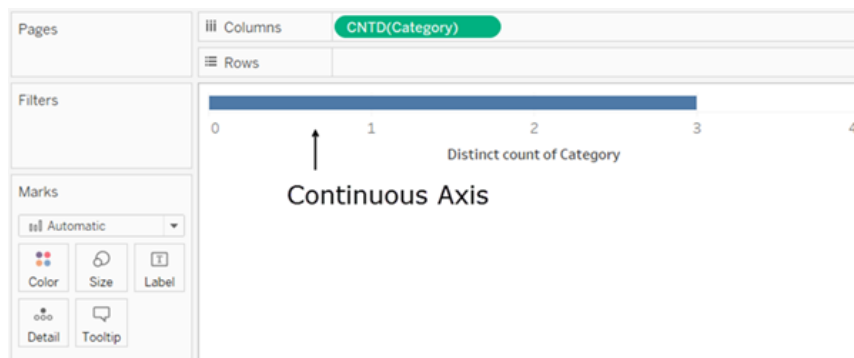 Pages
Columns
CNTD(Category)
Rows
Filters
0 1 2 3 4
Distinct count of Category
Continuous Axis
Marks
Automatic
Color Size Label
Detail Tooltip